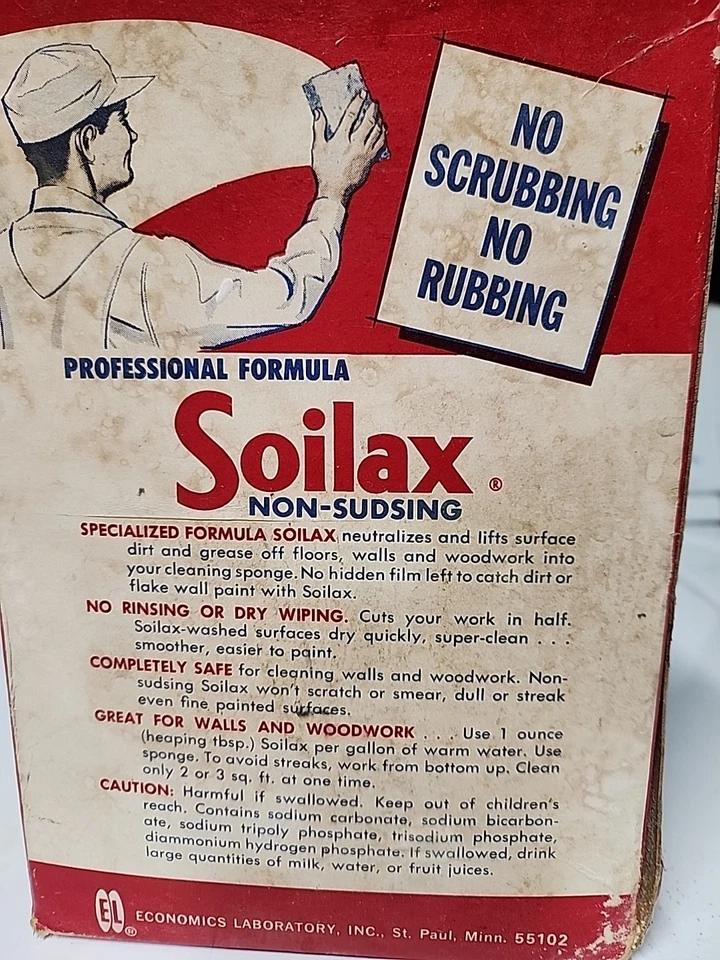 NO
SCRUBBING
NO
RUBBING
PROFESSIONAL FORMULA
Soilax ®
NON-SUDSING
SPECIALIZED FORMULA SOILAX neutralizes and lifts surface
dirt and grease off floors, walls and woodwork into
your cleaning sponge. No hidden film left to catch dirt or
flake wall paint with Soilax.
NO RINSING OR DRY WIPING. Cuts your work in half.
Soilax-washed surfaces dry quickly, super-clean . . .
smoother, easier to paint.
COMPLETELY SAFE for cleaning walls and woodwork. Non-
sudsing Soilax won't scratch or smear, dull or streak
even fine painted surfaces.
GREAT FOR WALLS AND WOODWORK . . . Use 1 ounce
(heaping tbsp.) Soilax per gallon of warm water. Use
sponge. To avoid streaks, work from bottom up. Clean
only 2 or 3 sq. ft. at one time.
CAUTION: Harmful if swallowed. Keep out of children's
reach. Contains sodium carbonate, sodium bicarbon-
ate, sodium tripoly phosphate, trisodium phosphate,
diammonium hydrogen phosphate. If swallowed, drink
large quantities of milk, water, or fruit juices.
EL ® ECONOMICS LABORATORY, INC., St. Paul, Minn. 55102